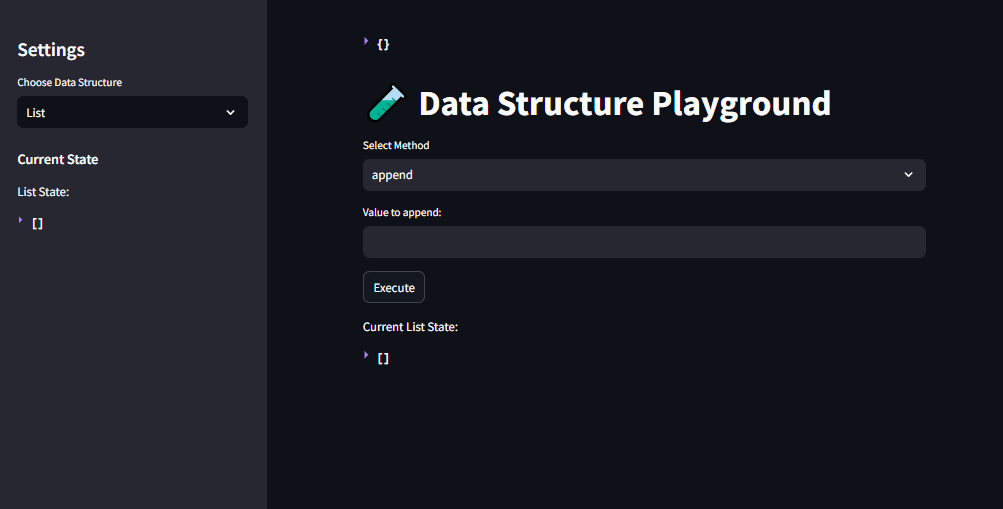 Settings
Choose Data Structure
List
Current State
List State:
[]
{}
Data Structure Playground
Select Method
append
Value to append:
Execute
Current List State:
[]